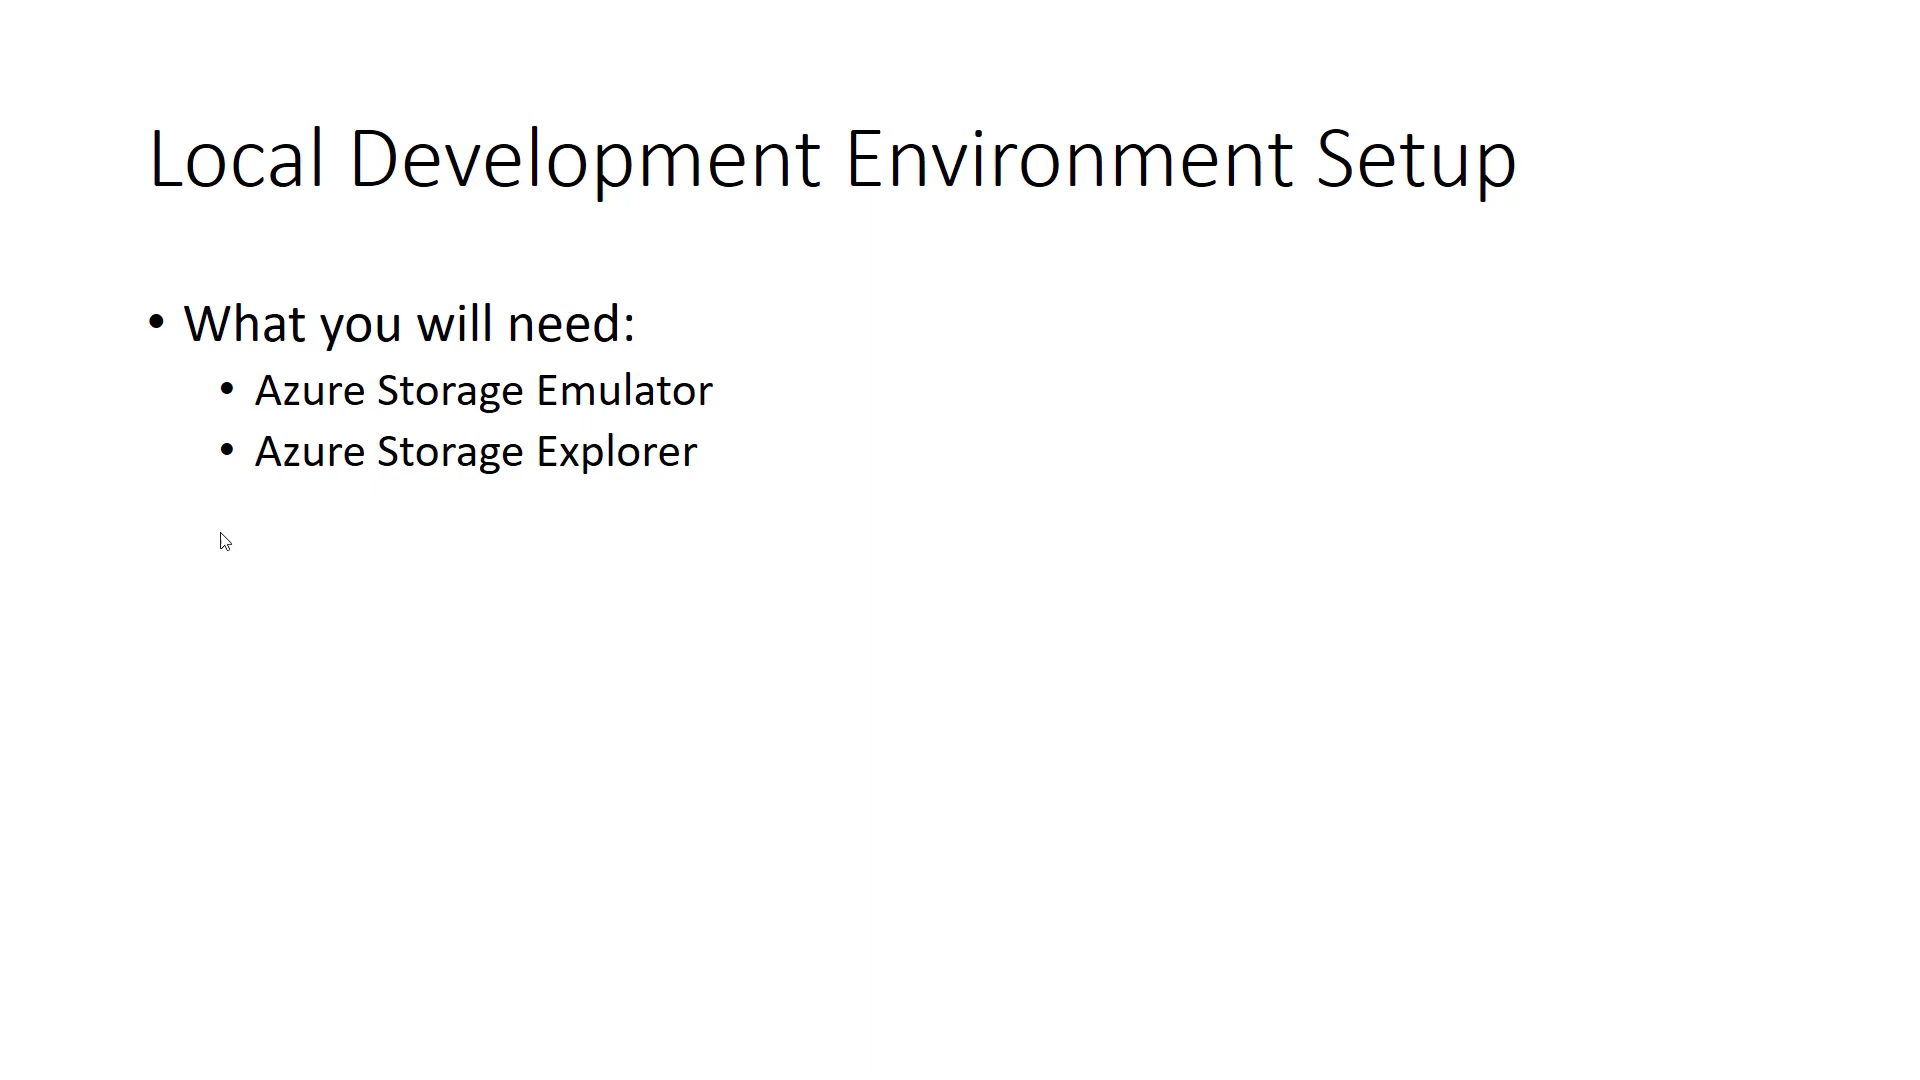 Local Development Environment Setup
• What you will need:
• Azure Storage Emulator
• Azure Storage Explorer